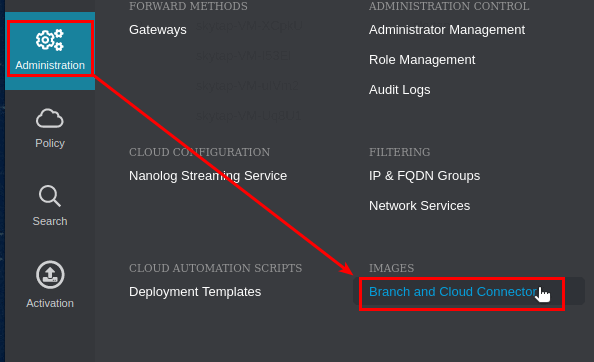 Administration
Policy
Search
Activation
FORWARD METHODS
Gateways
CLOUD CONFIGURATION
Nanolog Streaming Service
CLOUD AUTOMATION SCRIPTS
Deployment Templates
ADMINISTRATION CONTROL
Administrator Management
Role Management
Audit Logs
FILTERING
IP & FQDN Groups
Network Services
IMAGES
Branch and Cloud Connector